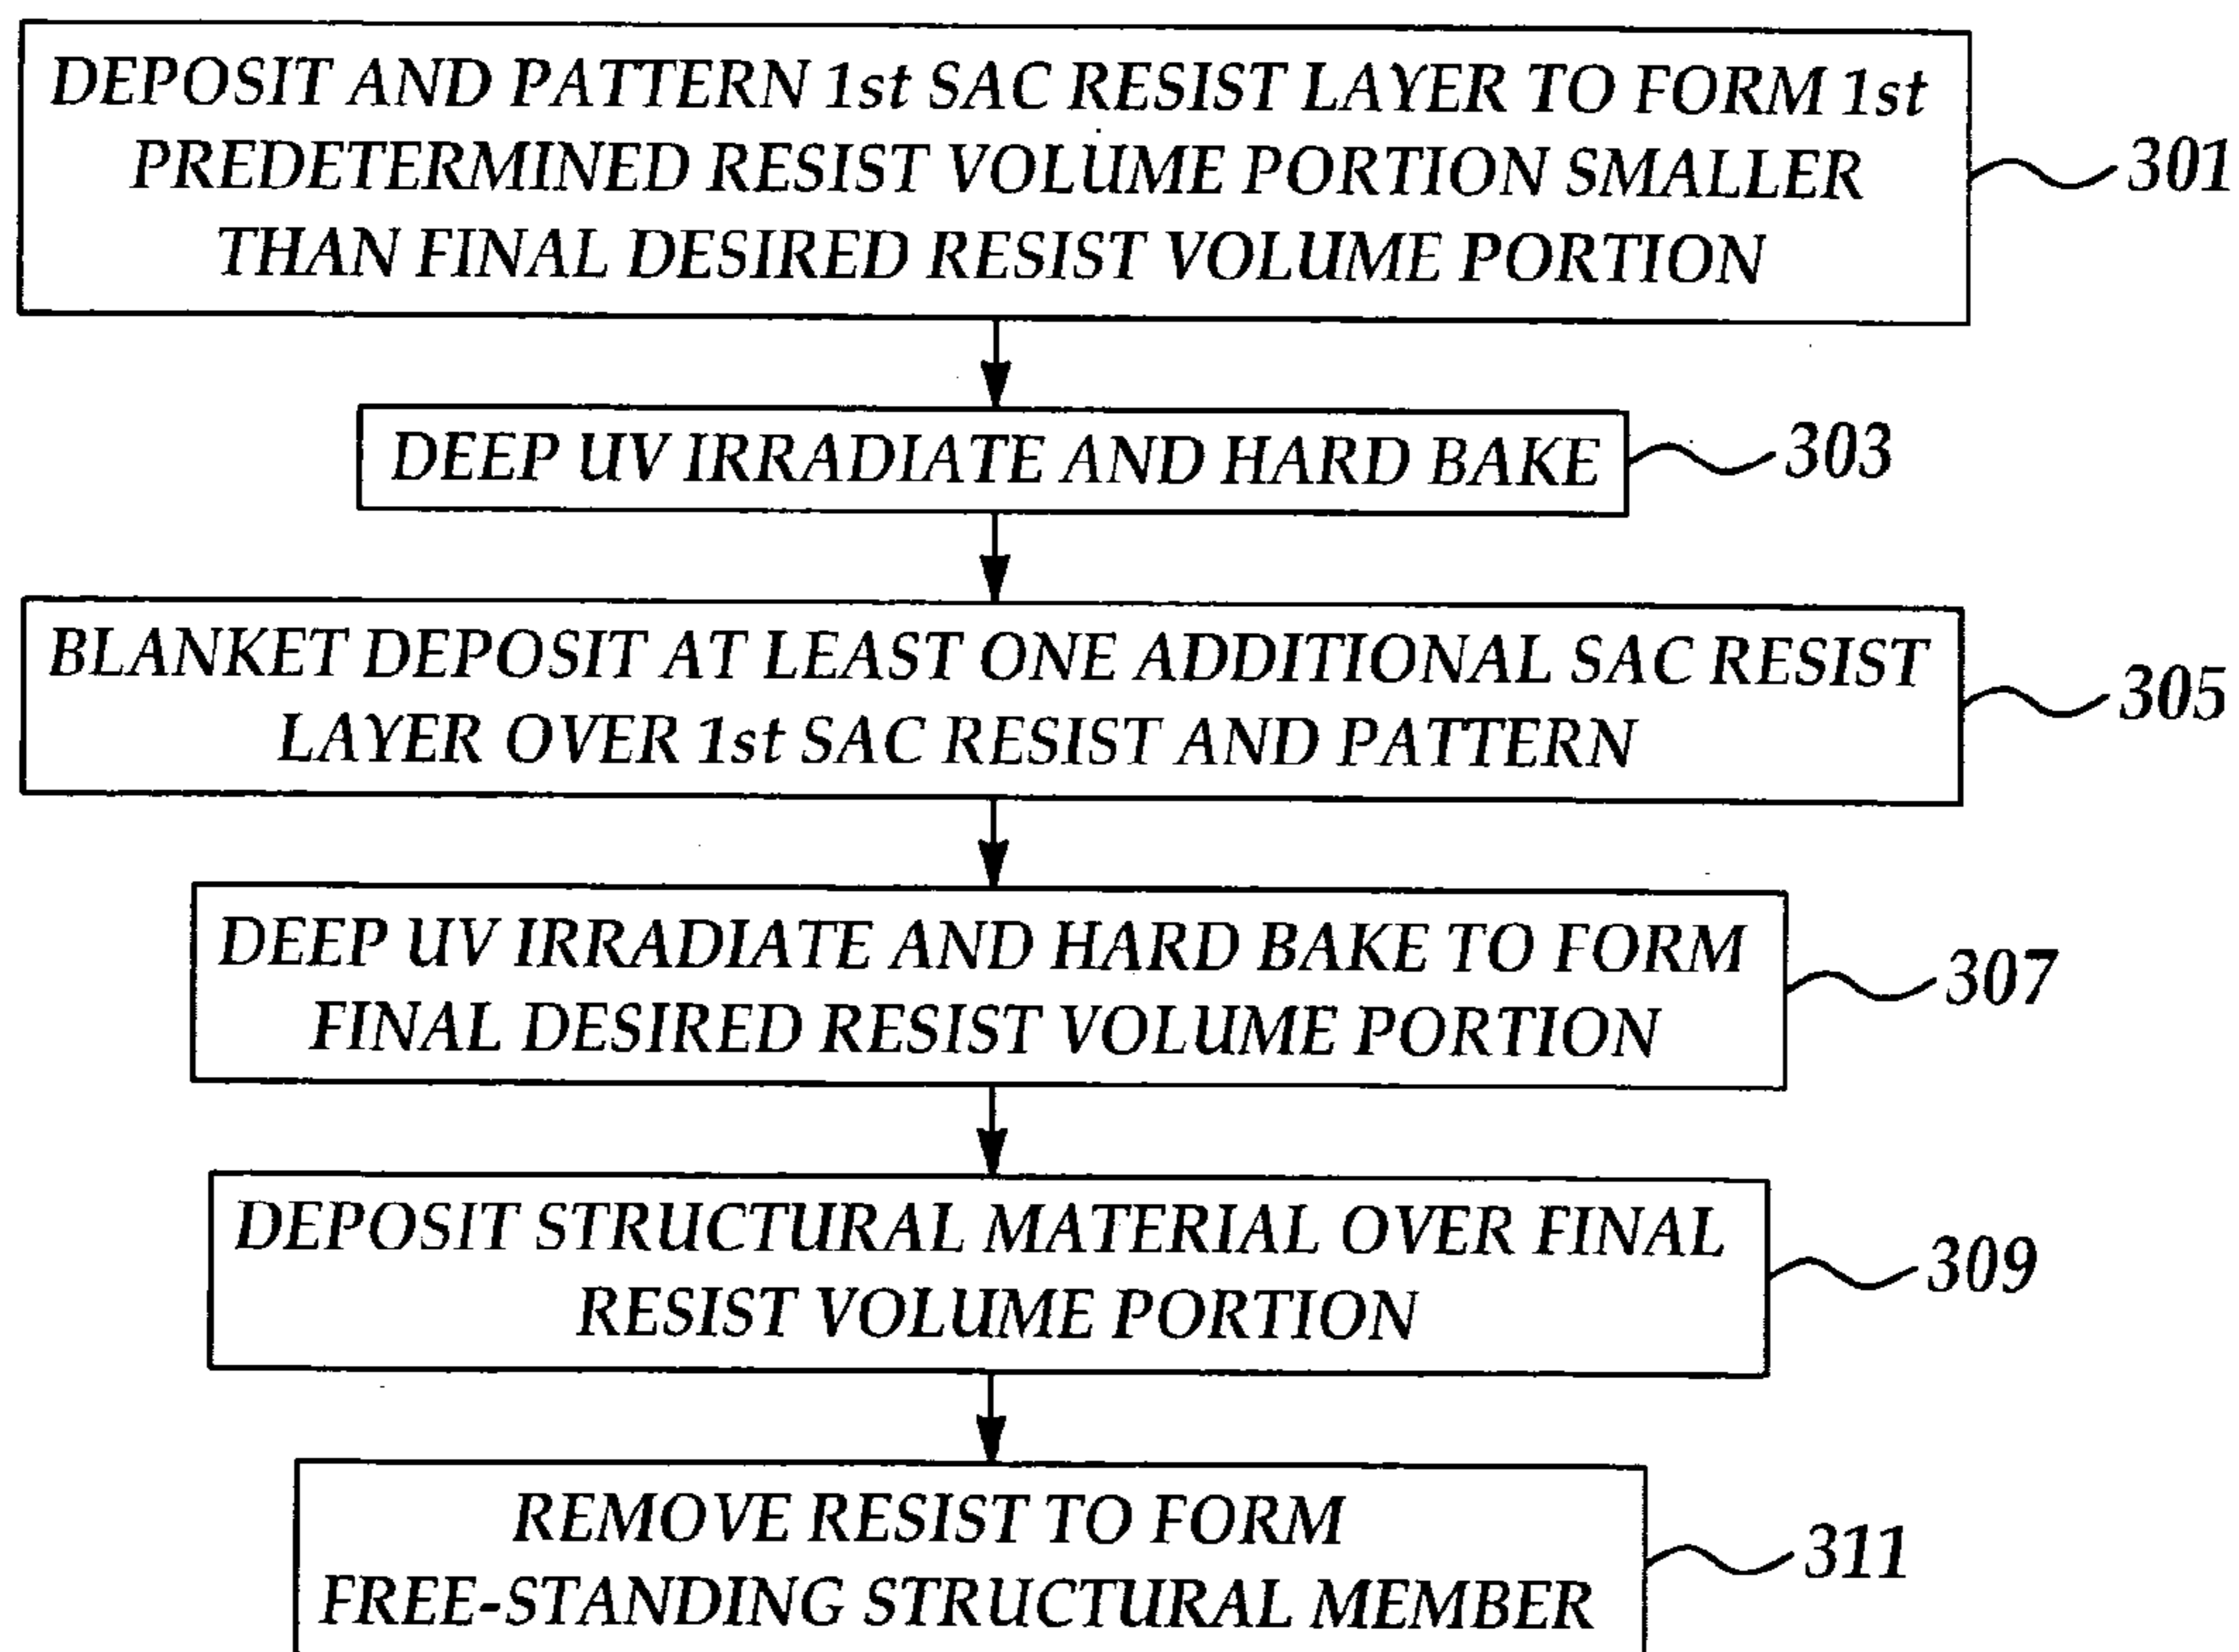 DEPOSIT AND PATTERN 1st SAC RESIST LAYER TO FORM 1st
PREDETERMINED RESIST VOLUME PORTION SMALLER
THAN FINAL DESIRED RESIST VOLUME PORTION
301
DEEP UV IRRADIATE AND HARD BAKE
303
BLANKET DEPOSIT AT LEAST ONE ADDITIONAL SAC RESIST
LAYER OVER 1st SAC RESIST AND PATTERN
305
DEEP UV IRRADIATE AND HARD BAKE TO FORM
FINAL DESIRED RESIST VOLUME PORTION
307
DEPOSIT STRUCTURAL MATERIAL OVER FINAL
RESIST VOLUME PORTION
309
REMOVE RESIST TO FORM
FREE-STANDING STRUCTURAL MEMBER
311